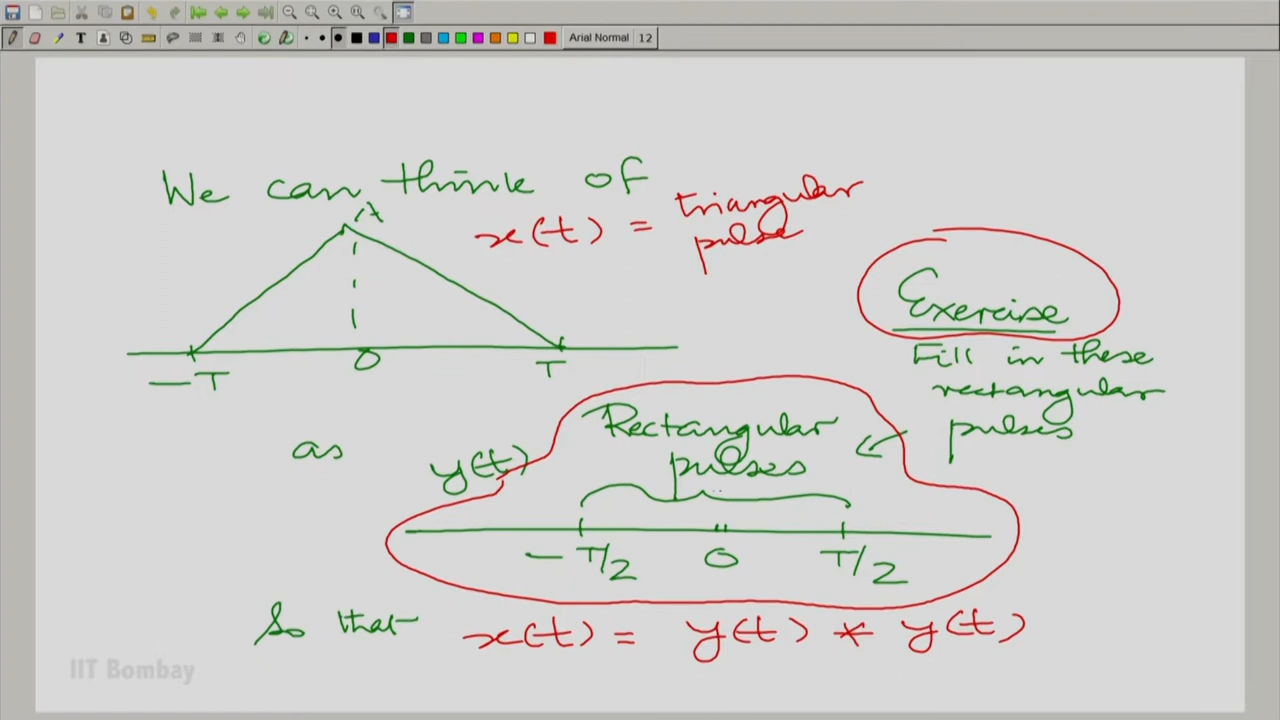 Arial Normal 12
We can think of
x(t) = triangular
pulse
-T 0 T
Exercise
Fill in these
rectangular
pulses
as
y(t)
Rectangular
pulses
-T/2 0 T/2
So that x(t) = y(t) * y(t)
IIT Bombay